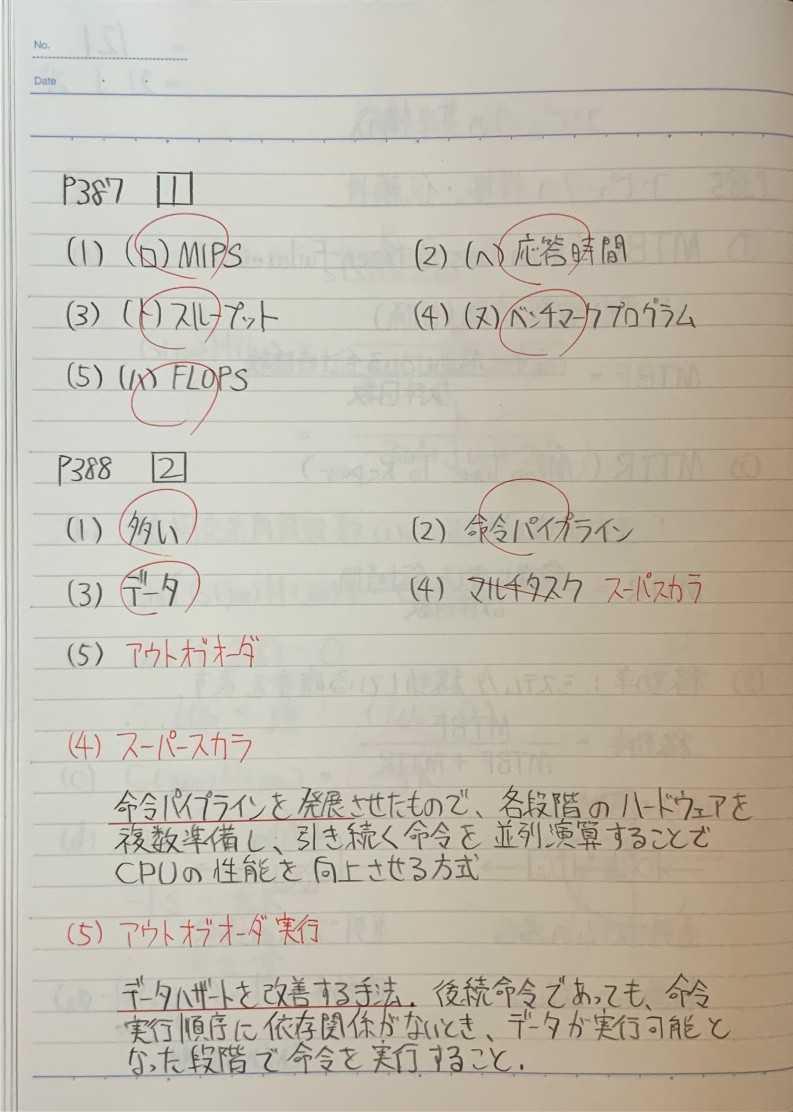 No.
Date
P387 1
(1) (ロ) MIPS (2) (ヘ) 応答時間
(3) (ト) スループット (4) (ヌ) ベンチマークプログラム
(5) (ハ) FLOPS
P388 2
(1) 多い (2) 命令パイプライン
(3) データ (4) マルチタスク スーパスカラ
(5) アウトオブオーダ
(4) スーパースカラ
命令パイプラインを発展させたもので、各段階のハードウェアを
複数準備し、引き続く命令を並列演算することで
CPUの性能を向上させる方式
(5) アウトオブオーダ実行
データハザートを改善する手法. 後続命令であっても、命令
実行順序に依存関係がないとき、データが実行可能と
なった段階で命令を実行すること.